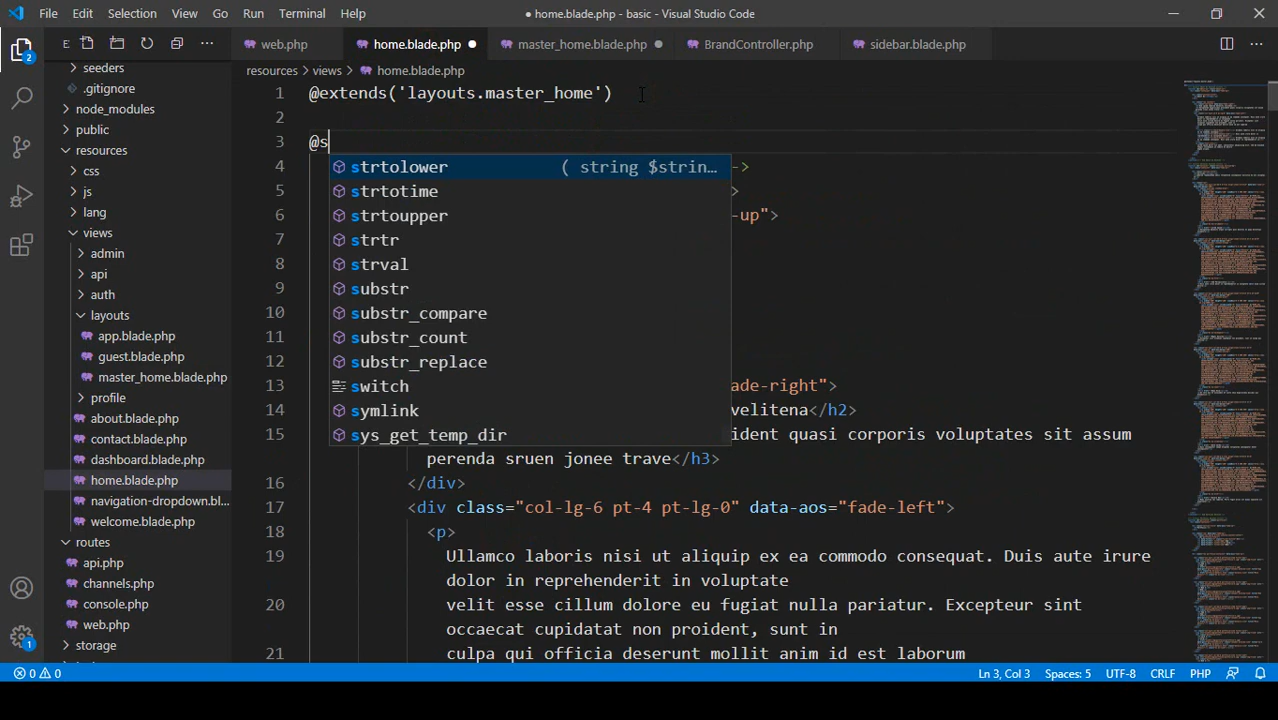 File Edit Selection View Go Run Terminal Help ● home.blade.php - basic - Visual Studio Code
E web.php home.blade.php master_home.blade.php BrandController.php sidebar.blade.php
resources > views > home.blade.php
2
seeders
.gitignore
node_modules
public
resources
css
js
lang
views
admin
api
auth
layouts
app.blade.php
guest.blade.php
master_home.blade.php
profile
about.blade.php
contact.blade.php
dashboard.blade.php
home.blade.php
navigation-dropdown.bl...
welcome.blade.php
routes
api.php
channels.php
console.php
web.php
storage
1
1 @extends('layouts.master_home')
2
3 @s
4 strtolower ( string $strin... ->
5 strtotime >
6 strtoupper -up">
7 strtr
8 strval
9 substr
10 substr_compare
11 substr_count
12 substr_replace
13 switch ade-right">
14 symlink velitena</h2>
15 sys_get_temp_dir ident quasi corporis voluptates sit assum
perenda sruen jonee trave</h3>
16 </div>
17 <div class="col-lg-6 pt-4 pt-lg-0" data-aos="fade-left">
18 <p>
19 Ullamco laboris nisi ut aliquip ex ea commodo consequat. Duis aute irure
dolor in reprehenderit in voluptate
20 velit esse cillum dolore eu fugiat nulla pariatur. Excepteur sint
occaecat cupidatat non proident, sunt in
21 culpa qui officia deserunt mollit anim id est laborum
0 0 Ln 3, Col 3 Spaces: 5 UTF-8 CRLF PHP